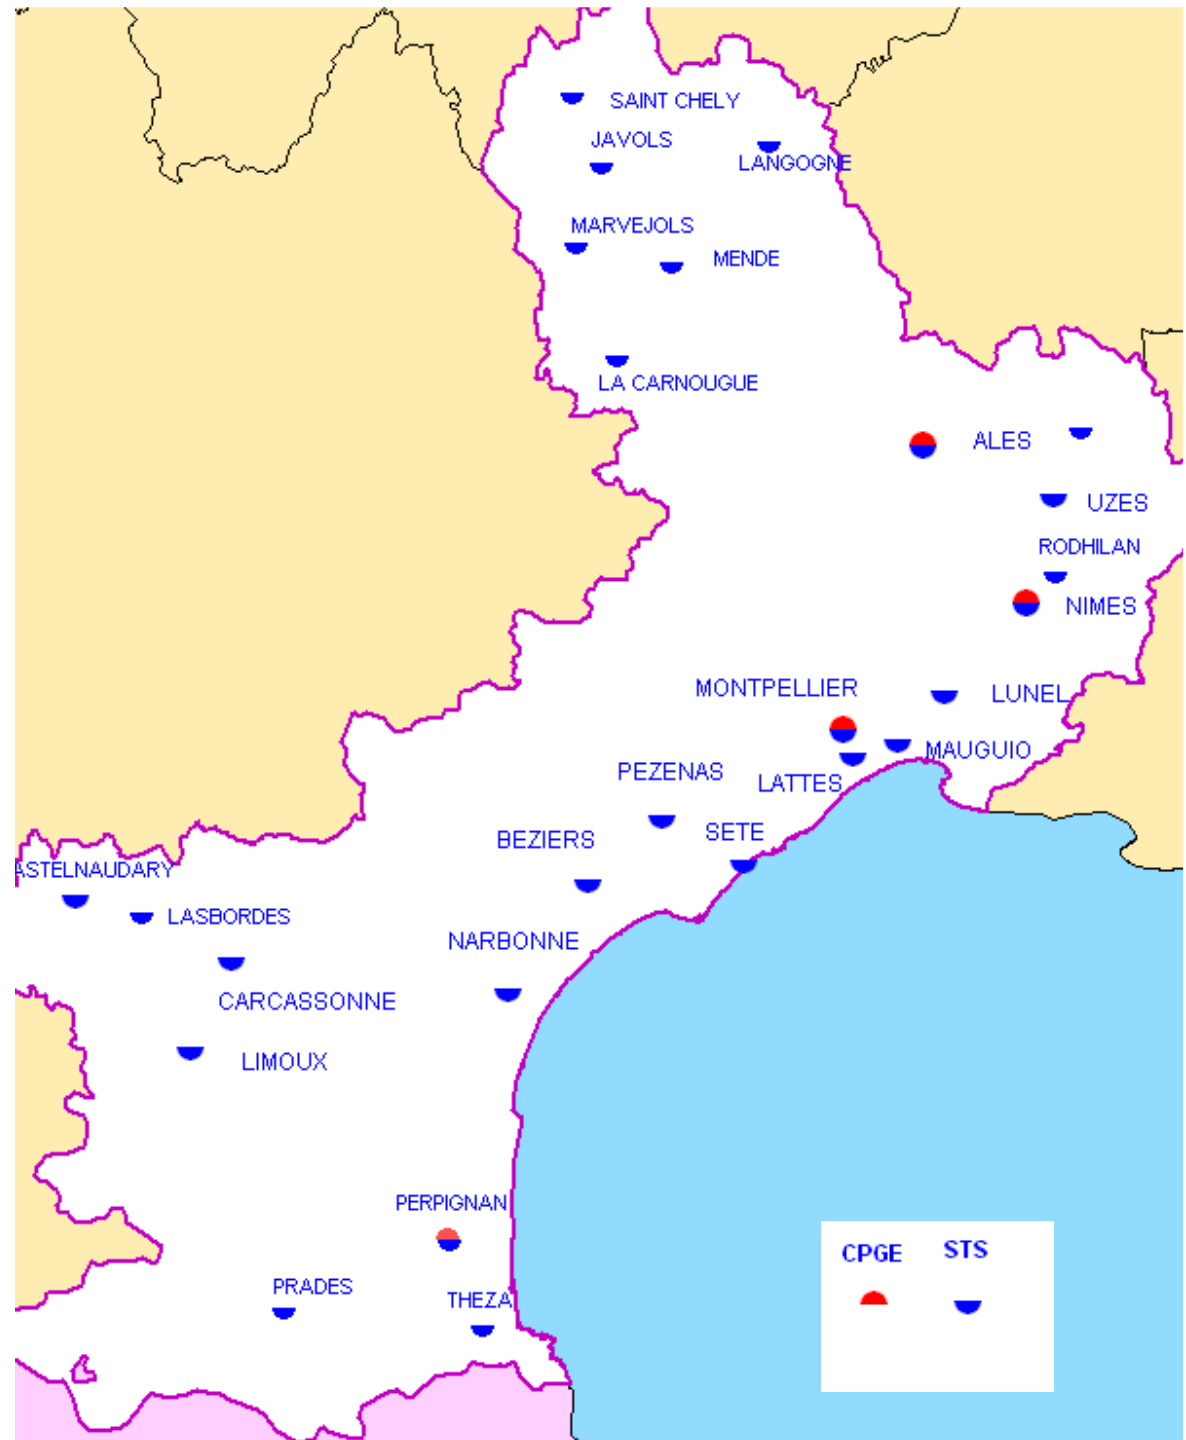 SAINT CHELY
JAVOLS
LANGOGNE
MARVEJOLS
MENDE
LA CARNOUGUE
ALES
UZES
RODHILAN
NIMES
MONTPELLIER
LUNEL
MAUGUIO
PEZENAS
LATTES
SETE
BEZIERS
ASTELNAUDARY
LASBORDES
NARBONNE
CARCASSONNE
LIMOUX
PERPIGNAN
CPGE STS
PRADES
THEZA